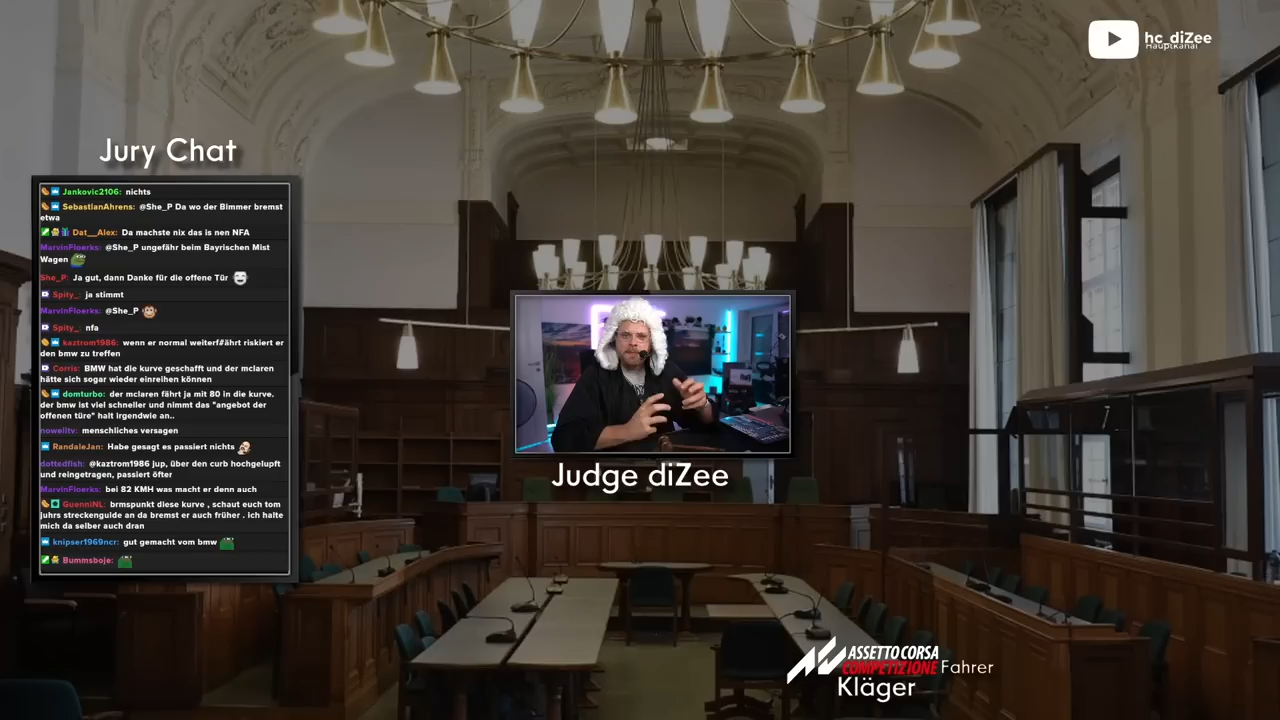 hc_diZee
Hauptkanal
Jury Chat
Jankovic2106: nichts
SebastianAhrens: @She_P Da wo der Bimmer bremst
etwa
Dat__Alex: Da machste nix das is nen NFA
MarvinFloerks: @She_P ungefähr beim Bayrischen Mist
Wagen
She_P: Ja gut, dann Danke für die offene Tür
Spity_: ja stimmt
MarvinFloerks: @She_P
Spity_: nfa
kaztrom1986: wenn er normal weiterf#ährt riskiert er
den bmw zu treffen
Corris: BMW hat die kurve geschafft und der mclaren
hätte sich sogar wieder einreihen können
domturbo: der mclaren fährt ja mit 80 in die kurve.
der bmw ist viel schneller und nimmt das "angebot der
offenen türe" halt irgendwie an..
nowelltv: menschliches versagen
RandaleJan: Habe gesagt es passiert nichts
dottedfish: @kaztrom1986 jup, über den curb hochgelupft
und reingetragen, passiert öfter
MarvinFloerks: bei 82 KMH was macht er denn auch
GuenniNL: brmspunkt diese kurve , schaut euch tom
juhrs streckenguide an da bremst er auch früher . ich halte
mich da selber auch dran
knipser1969ncr: gut gemacht vom bmw
Bummsboje:
Judge diZee
ASSETTO CORSA
COMPETIZIONE Fahrer
Kläger